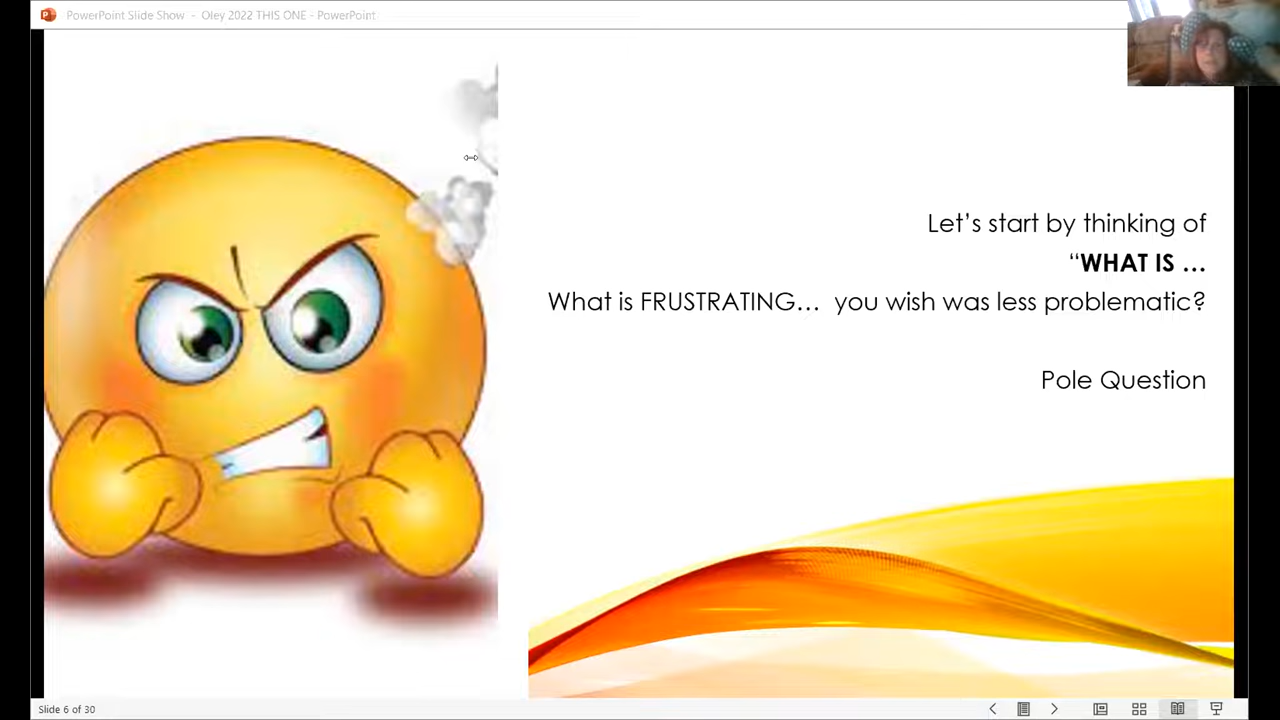 PowerPoint Slide Show - Oley 2022 THIS ONE - PowerPoint
Let’s start by thinking of
“WHAT IS …
What is FRUSTRATING… you wish was less problematic?
Pole Question
Slide 6 of 30